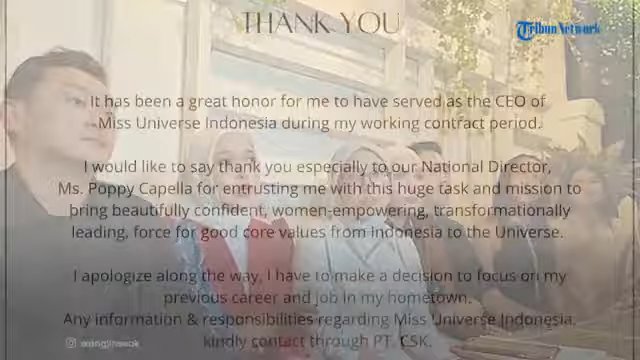 THANK YOU
Tribun Network
It has been a great honor for me to have served as the CEO of
Miss Universe Indonesia during my working contract period.
I would like to say thank you especially to our National Director,
Ms. Poppy Capella for entrusting me with this huge task and mission to
bring beautifully confident, women-empowering, transformationally
leading, force for good core values from Indonesia to the Universe.
I apologize along the way, I have to make a decision to focus on my
previous career and job in my hometown.
Any information & responsibilities regarding Miss Universe Indonesia,
kindly contact through PT. CSK.